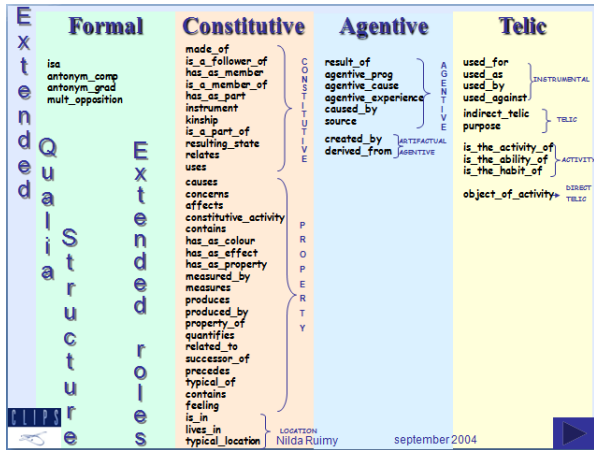 Extended
Qualia
Structure
Extended roles
Formal
isa
antonym_comp
antonym_grad
mult_opposition
Constitutive
made_of
is_a_follower_of
has_as_member
is_a_member_of
has_as_part
instrument
kinship
is_a_part_of
resulting_state
relates
uses
CONSTITUTIVE
causes
concerns
affects
constitutive_activity
contains
has_as_colour
has_as_effect
has_as_property
measured_by
measures
produces
produced_by
property_of
quantifies
related_to
successor_of
precedes
typical_of
contains
feeling
PROPERTY
is_in
lives_in
typical_location
LOCATION
Agentive
result_of
agentive_prog
agentive_cause
agentive_experience
caused_by
source
AGENTIVE
created_by
derived_from
ARTIFACTUAL
AGENTIVE
Telic
used_for
used_as
used_by
used_against
INSTRUMENTAL
indirect_telic
purpose
TELIC
is_the_activity_of
is_the_ability_of
is_the_habit_of
ACTIVITY
object_of_activity
DIRECT
TELIC
CLIPS
Nilda Ruimy
september 2004